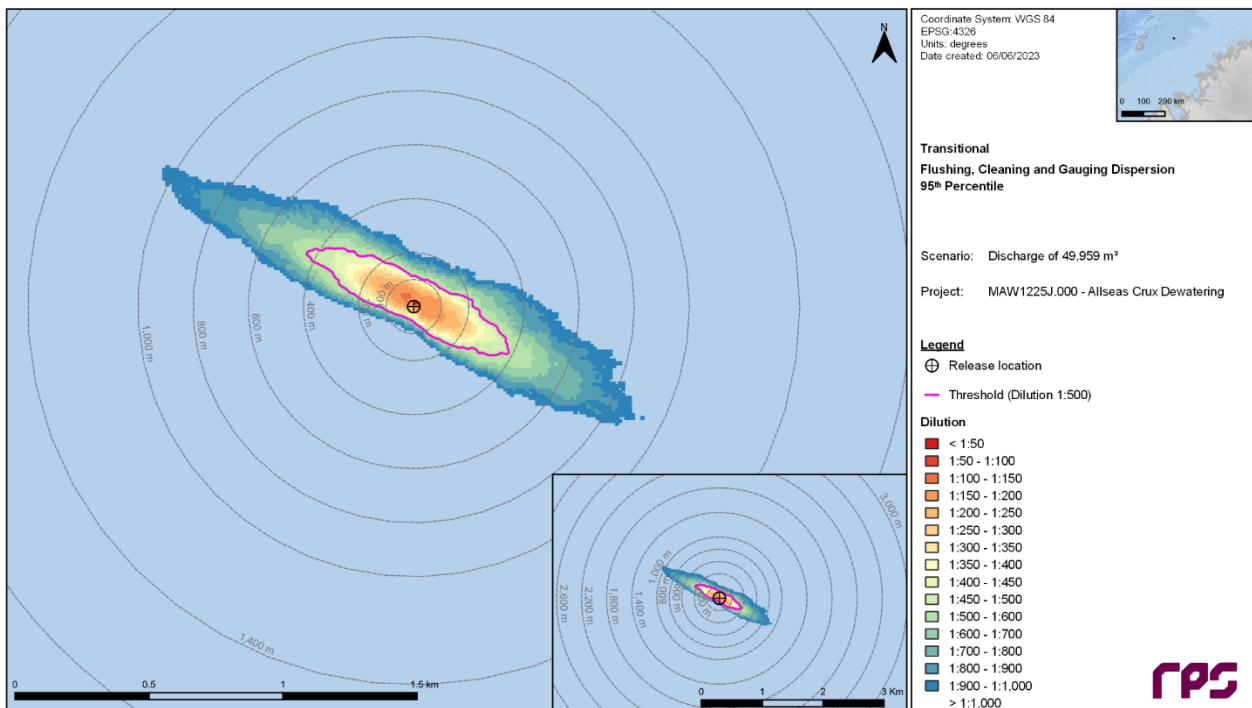 Coordinate System: WGS 84
EPSG:4326
Units: degrees
Date created: 06/06/2023
0 100 200 km
Transitional
Flushing, Cleaning and Gauging Dispersion
95th Percentile
Scenario: Discharge of 49,959 m³
Project: MAW1225J.000 - Allseas Crux Dewatering
Legend
Release location
Threshold (Dilution 1:500)
Dilution
< 1:50
1:50 - 1:100
1:100 - 1:150
1:150 - 1:200
1:200 - 1:250
1:250 - 1:300
1:300 - 1:350
1:350 - 1:400
1:400 - 1:450
1:450 - 1:500
1:500 - 1:600
1:600 - 1:700
1:700 - 1:800
1:800 - 1:900
1:900 - 1:1,000
> 1:1,000
rps
N
100 m
400 m
600 m
800 m
1,000 m
1,400 m
0 0.5 1 1.5 km
3,000 m
1,000 m
800 m
1,400 m
1,800 m
2,200 m
2,600 m
0 1 2 3 Km